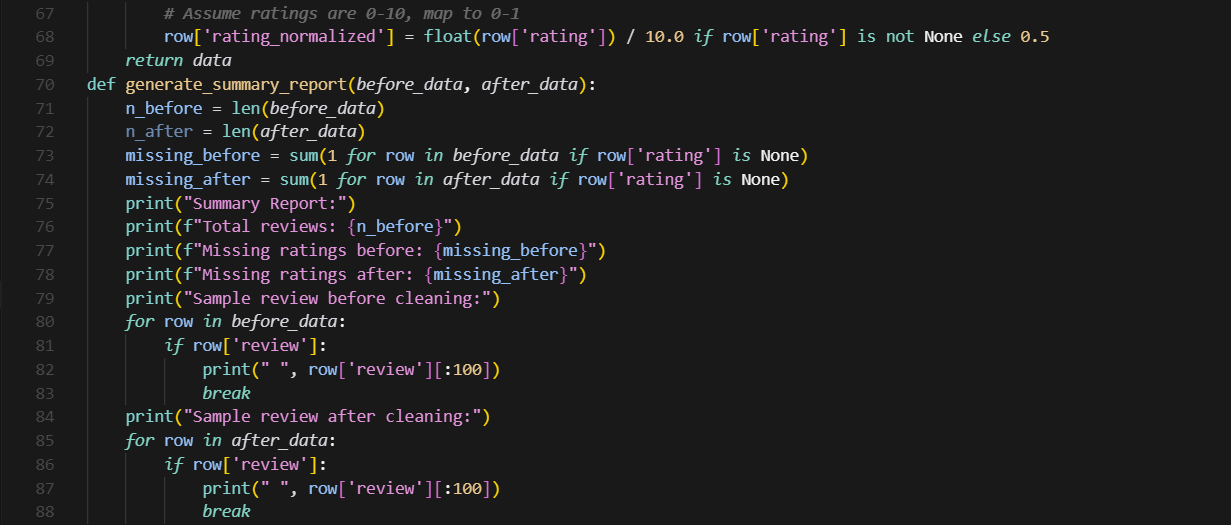 67 # Assume ratings are 0-10, map to 0-1
68 row['rating_normalized'] = float(row['rating']) / 10.0 if row['rating'] is not None else 0.5
69 return data
70 def generate_summary_report(before_data, after_data):
71 n_before = len(before_data)
72 n_after = len(after_data)
73 missing_before = sum(1 for row in before_data if row['rating'] is None)
74 missing_after = sum(1 for row in after_data if row['rating'] is None)
75 print("Summary Report:")
76 print(f"Total reviews: {n_before}")
77 print(f"Missing ratings before: {missing_before}")
78 print(f"Missing ratings after: {missing_after}")
79 print("Sample review before cleaning:")
80 for row in before_data:
81 if row['review']:
82 print(" ", row['review'][:100])
83 break
84 print("Sample review after cleaning:")
85 for row in after_data:
86 if row['review']:
87 print(" ", row['review'][:100])
88 break